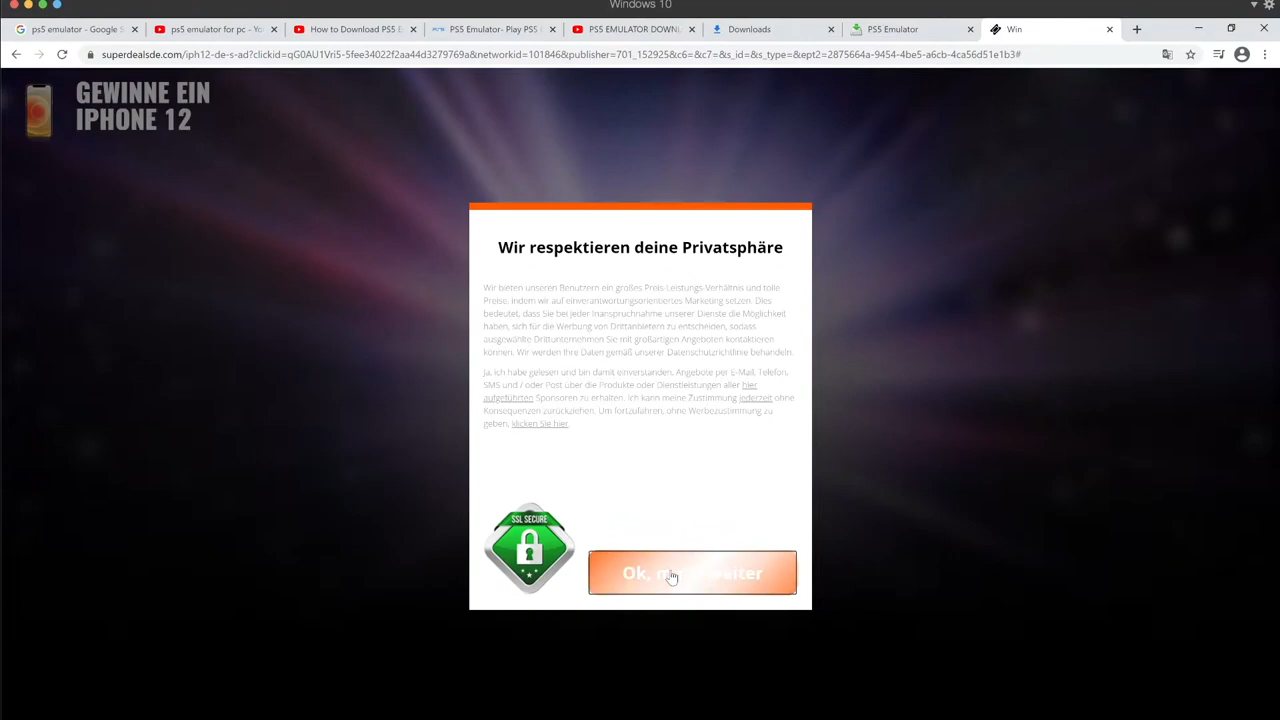 Windows 10
ps5 emulator - Google S
ps5 emulator for pc - Yo
How to Download PS5 E
PS5 Emulator- Play PS5 G
PS5 EMULATOR DOWNL
Downloads
PS5 Emulator
Win
superdealsde.com/iph12-de-s-ad?clickid=qG0AU1Vri5-5fee34022f2aa44d3279769a&networkid=101846&publisher=701_152925&c6=&c7=&s_id=&s_type=&ept2=2875664a-9454-4be5-a6cb-4ca56d51e1b3#
GEWINNE EIN
IPHONE 12
Wir respektieren deine Privatsphäre
Wir bieten unseren Benutzern ein großes Preis-Leistungs-Verhältnis und tolle
Preise, indem wir auf einverantwortungsorientiertes Marketing setzen. Dies
bedeutet, dass Sie bei jeder Inanspruchnahme unserer Dienste die Möglichkeit
haben, sich für die Werbung von Drittanbietern zu entscheiden, sodass
ausgewählte Drittunternehmen Sie mit großartigen Angeboten kontaktieren
können. Wir werden Ihre Daten gemäß unserer Datenschutzrichtlinie behandeln.
Ja, ich habe gelesen und bin damit einverstanden, Angebote per E-Mail, Telefon,
SMS und / oder Post über die Produkte oder Dienstleistungen aller hier
aufgeführten Sponsoren zu erhalten. Ich kann meine Zustimmung jederzeit ohne
Konsequenzen zurückziehen. Um fortzufahren, ohne Werbezustimmung zu
geben, klicken Sie hier.
SSL SECURE
Ok,